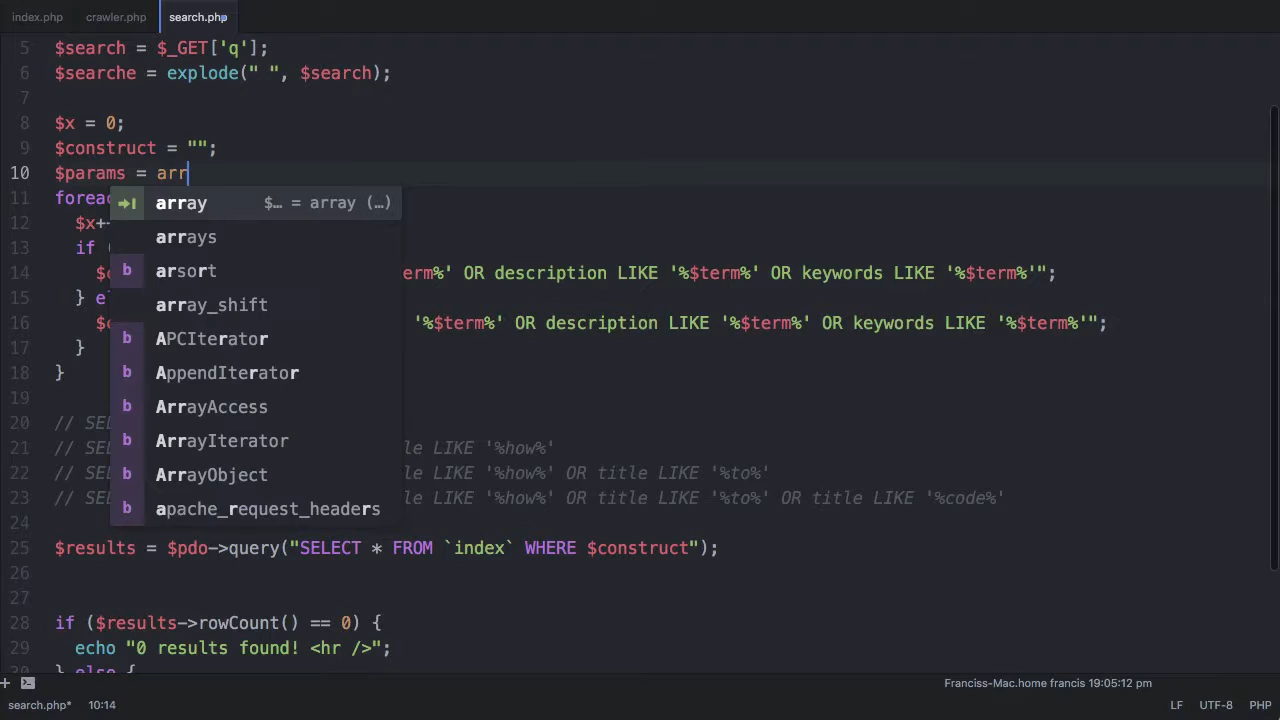 index.php crawler.php search.php
5 $search = $_GET['q'];
6 $searche = explode(" ", $search);
7
8 $x = 0;
9 $construct = "";
10 $params = arr
11 foreac
array $… = array (…)
12 $x+
arrays
13 if
b arsort
14 $c erm%' OR description LIKE '%$term%' OR keywords LIKE '%$term%'";
15 } e
array_shift
16 $c '%$term%' OR description LIKE '%$term%' OR keywords LIKE '%$term%'";
b APCIterator
17 }
18 }
b AppendIterator
19
b ArrayAccess
20 // SE
21 // SE le LIKE '%how%'
b ArrayIterator
22 // SE le LIKE '%how%' OR title LIKE '%to%'
b ArrayObject
23 // SE le LIKE '%how%' OR title LIKE '%to%' OR title LIKE '%code%'
b apache_request_headers
24
25 $results = $pdo->query("SELECT * FROM `index` WHERE $construct");
26
27
28 if ($results->rowCount() == 0) {
29 echo "0 results found! <hr />";
30 } else {
+ Franciss-Mac.home francis 19:05:12 pm
search.php* 10:14 LF UTF-8 PHP